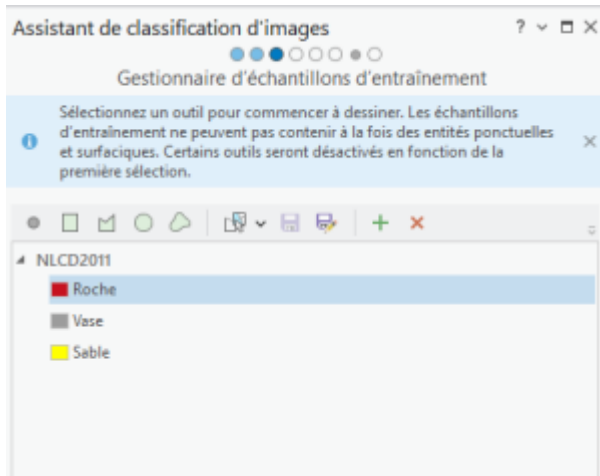 Assistant de classification d'images
Gestionnaire d'échantillons d'entraînement
Sélectionnez un outil pour commencer à dessiner. Les échantillons
d'entraînement ne peuvent pas contenir à la fois des entités ponctuelles
et surfaciques. Certains outils seront désactivés en fonction de la
première sélection.
NLCD2011
Roche
Vase
Sable